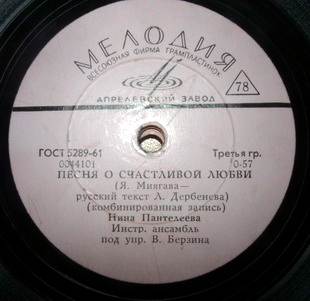 МЕЛОДИЯ
ВСЕСОЮЗНАЯ ФИРМА ГРАМПЛАСТИНОК
АПРЕЛЕВСКИЙ ЗАВОД
78
ГОСТ 5289-61 Третья гр.
0044101 /0-57
ПЕСНЯ О СЧАСТЛИВОЙ ЛЮБВИ
(Я. Миягава—
русский текст Л. Дербенева)
(комбинированная запись)
Нина Пантелеева
Инстр. ансамбль
под упр. В. Берзина